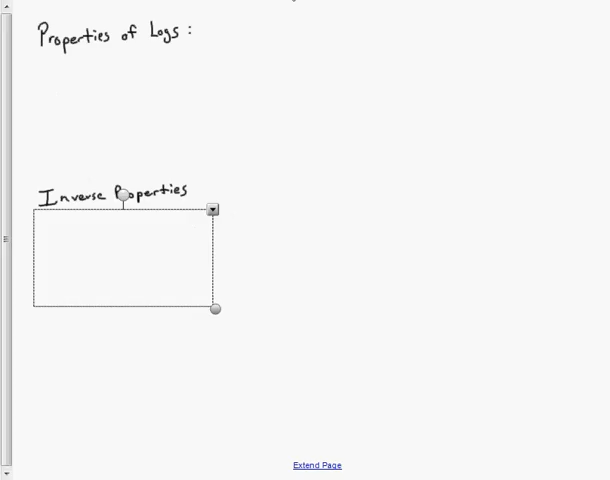 Properties of Logs :
Inverse Properties
Extend Page